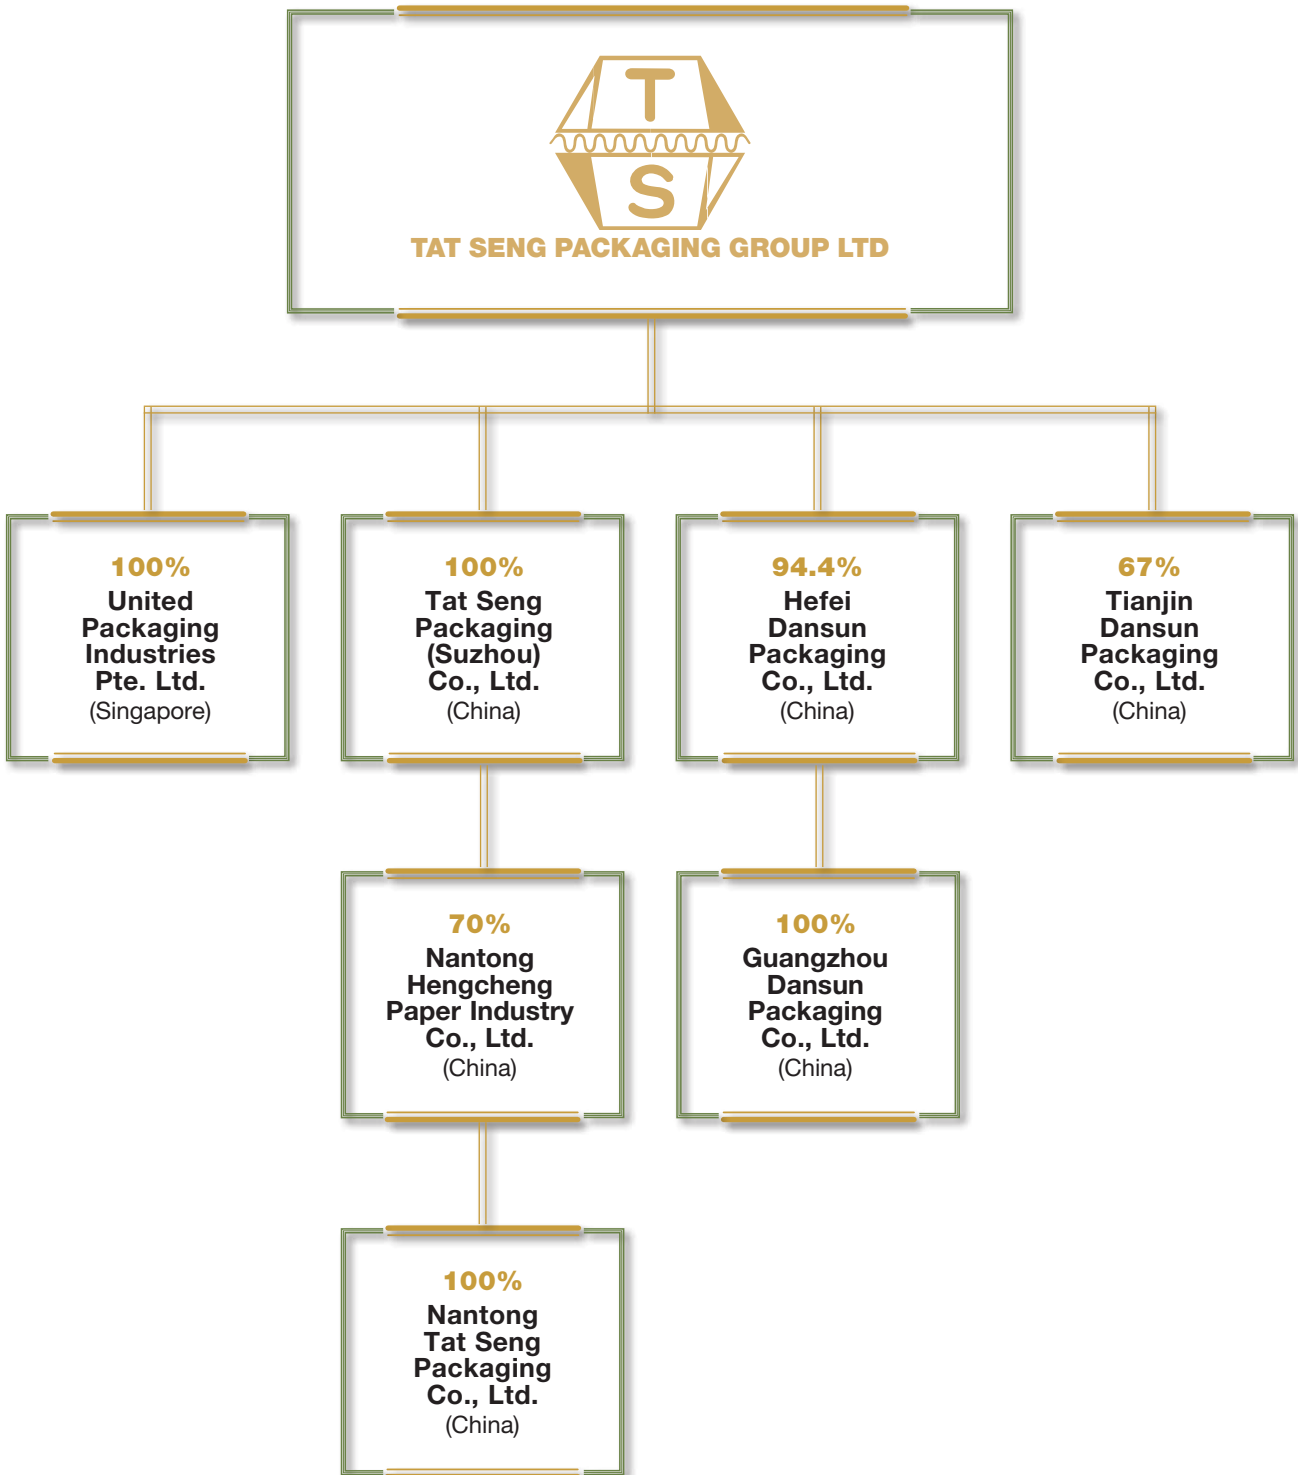 T
S
TAT SENG PACKAGING GROUP LTD
100%
United
Packaging
Industries
Pte. Ltd.
(Singapore)
100%
Tat Seng
Packaging
(Suzhou)
Co., Ltd.
(China)
94.4%
Hefei
Dansun
Packaging
Co., Ltd.
(China)
67%
Tianjin
Dansun
Packaging
Co., Ltd.
(China)
70%
Nantong
Hengcheng
Paper Industry
Co., Ltd.
(China)
100%
Guangzhou
Dansun
Packaging
Co., Ltd.
(China)
100%
Nantong
Tat Seng
Packaging
Co., Ltd.
(China)